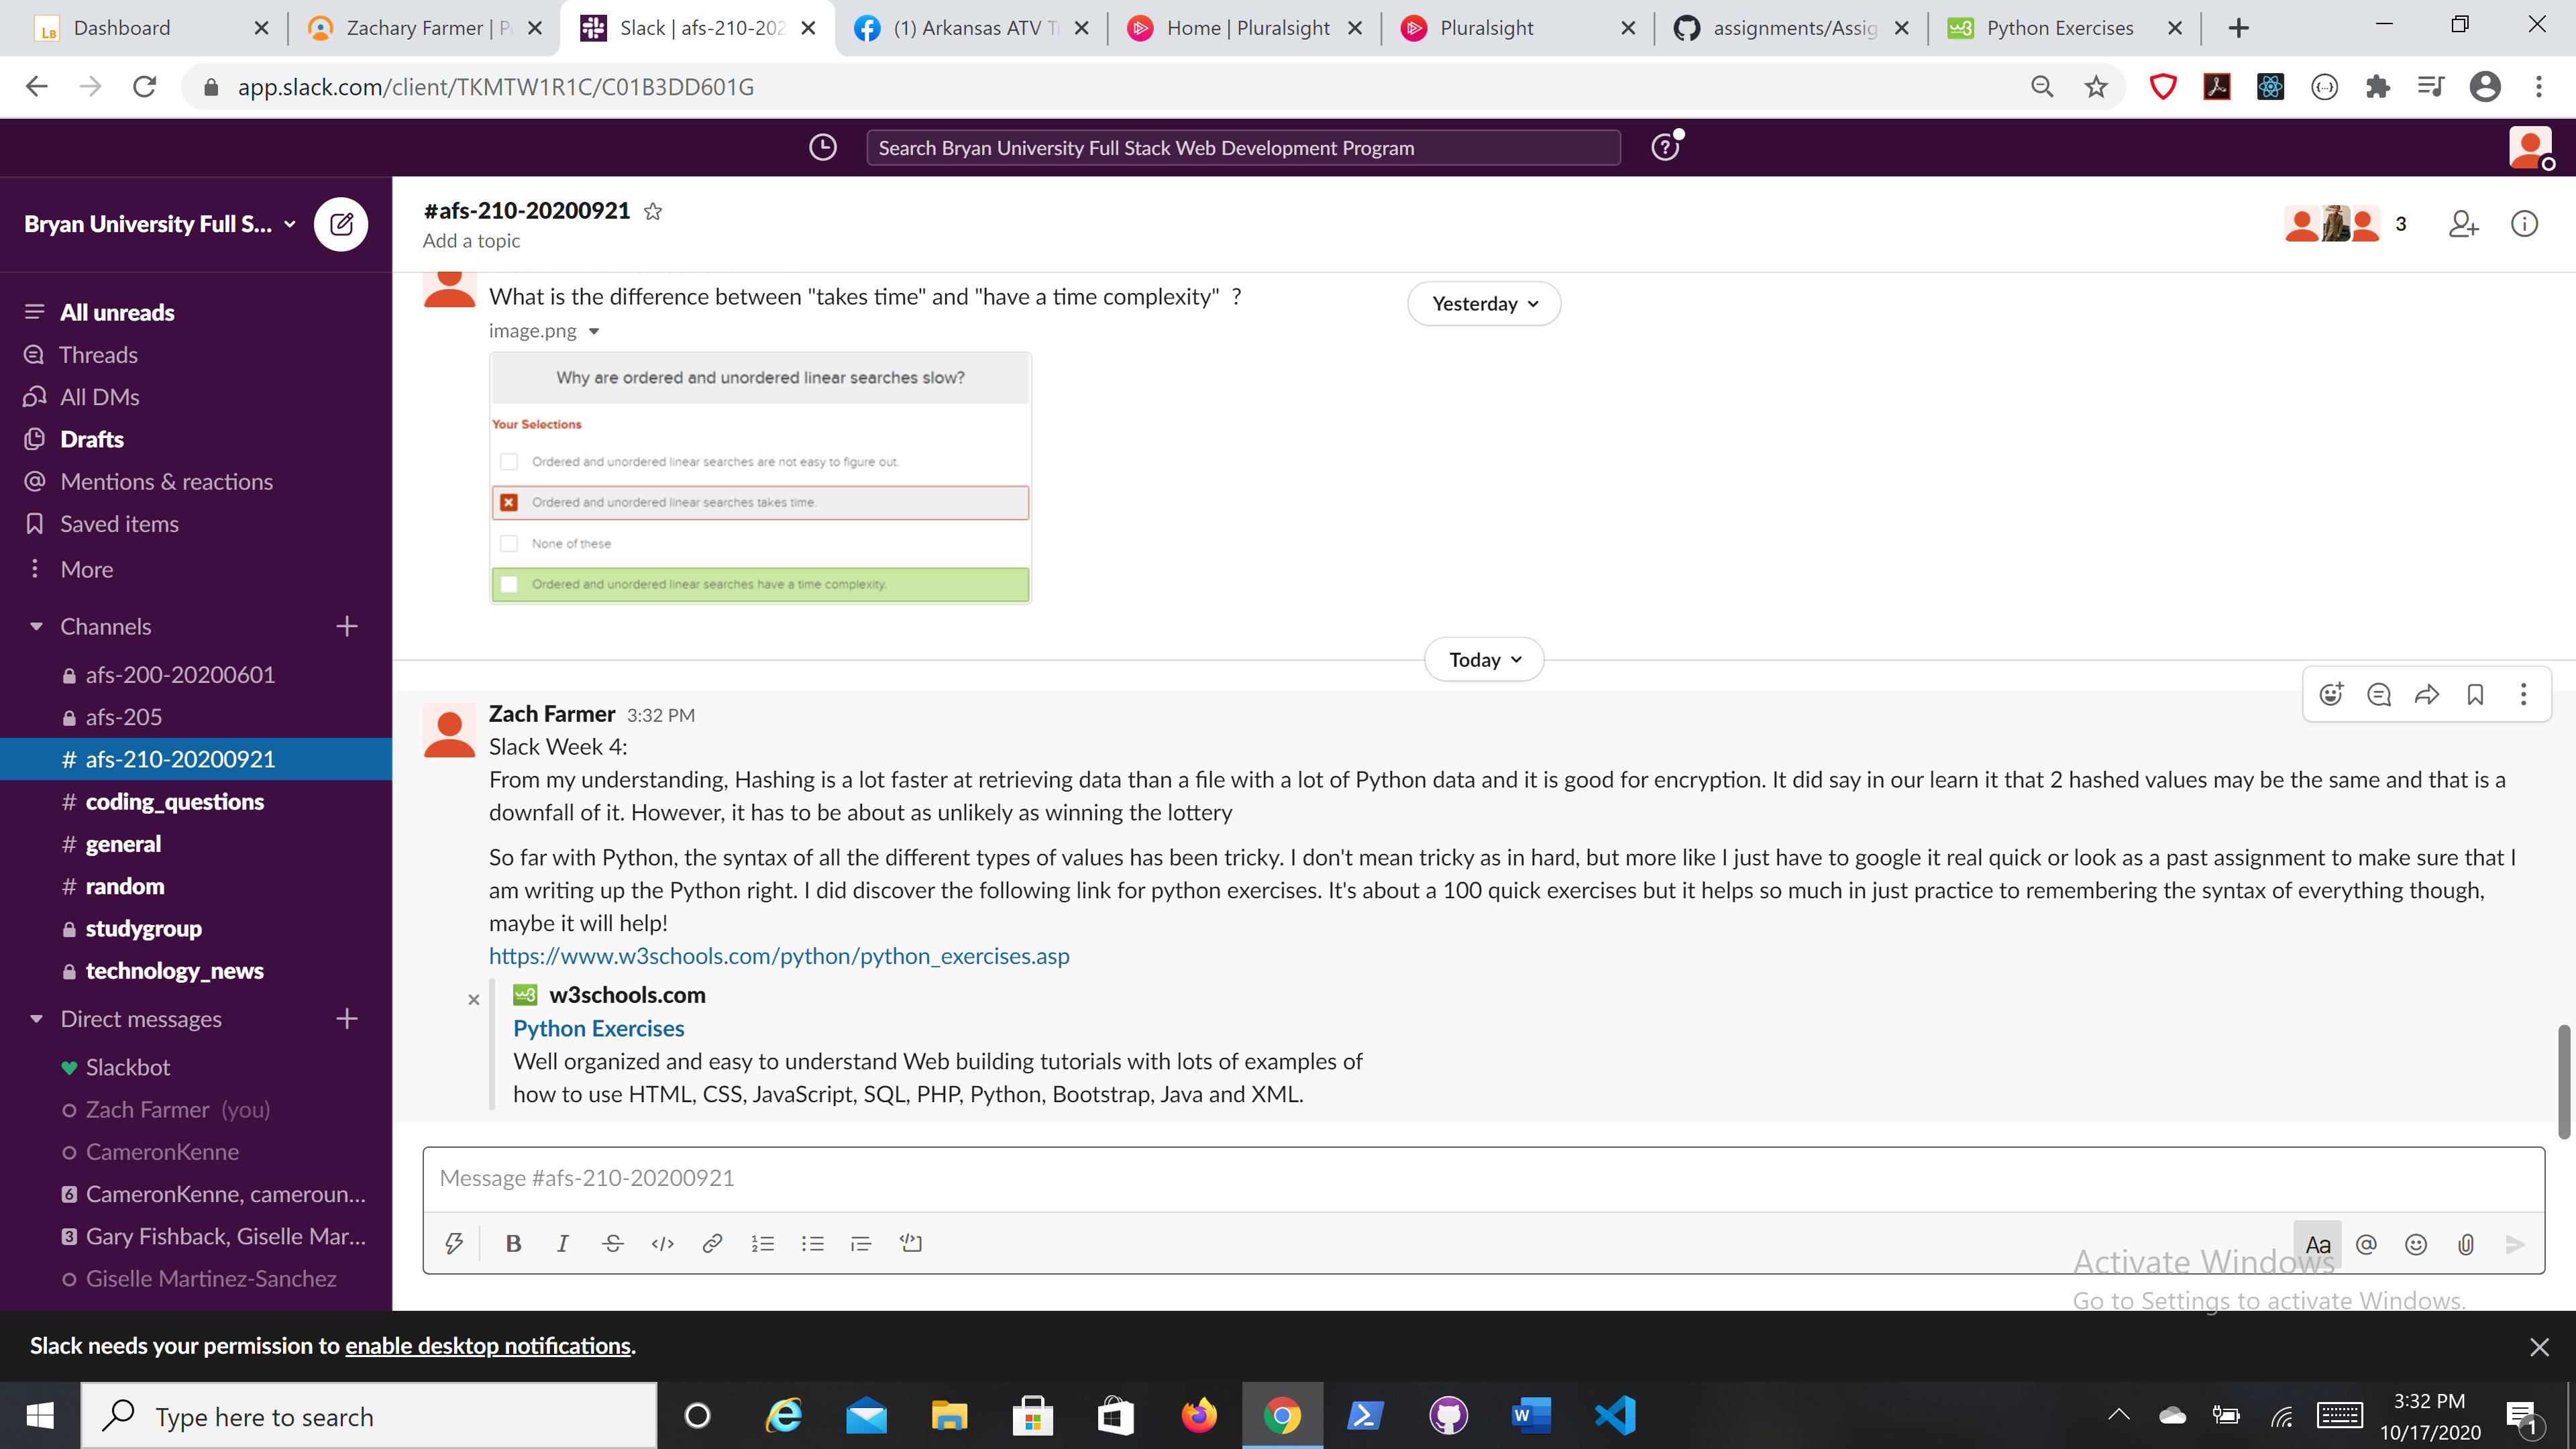 Dashboard
Zachary Farmer | Po
Slack | afs-210-202
(1) Arkansas ATV Tr
Home | Pluralsight
Pluralsight
assignments/Assig
Python Exercises
app.slack.com/client/TKMTW1R1C/C01B3DD601G
Search Bryan University Full Stack Web Development Program
Bryan University Full S...
All unreads
Threads
All DMs
Drafts
Mentions & reactions
Saved items
More
Channels
afs-200-20200601
afs-205
# afs-210-20200921
# coding_questions
# general
# random
studygroup
technology_news
Direct messages
Slackbot
Zach Farmer (you)
CameronKenne
6 CameronKenne, cameroun...
3 Gary Fishback, Giselle Mar...
Giselle Martinez-Sanchez
#afs-210-20200921
Add a topic
3
What is the difference between "takes time" and "have a time complexity" ?
Yesterday
image.png
Why are ordered and unordered linear searches slow?
Your Selections
Ordered and unordered linear searches are not easy to figure out.
Ordered and unordered linear searches takes time.
None of these
Ordered and unordered linear searches have a time complexity.
Today
Zach Farmer 3:32 PM
Slack Week 4:
From my understanding, Hashing is a lot faster at retrieving data than a file with a lot of Python data and it is good for encryption. It did say in our learn it that 2 hashed values may be the same and that is a
downfall of it. However, it has to be about as unlikely as winning the lottery
So far with Python, the syntax of all the different types of values has been tricky. I don't mean tricky as in hard, but more like I just have to google it real quick or look as a past assignment to make sure that I
am writing up the Python right. I did discover the following link for python exercises. It's about a 100 quick exercises but it helps so much in just practice to remembering the syntax of everything though,
maybe it will help!
https://www.w3schools.com/python/python_exercises.asp
w3schools.com
Python Exercises
Well organized and easy to understand Web building tutorials with lots of examples of
how to use HTML, CSS, JavaScript, SQL, PHP, Python, Bootstrap, Java and XML.
Message #afs-210-20200921
Aa
Activate Windows
Go to Settings to activate Windows.
Slack needs your permission to enable desktop notifications.
Type here to search
3:32 PM
10/17/2020
1